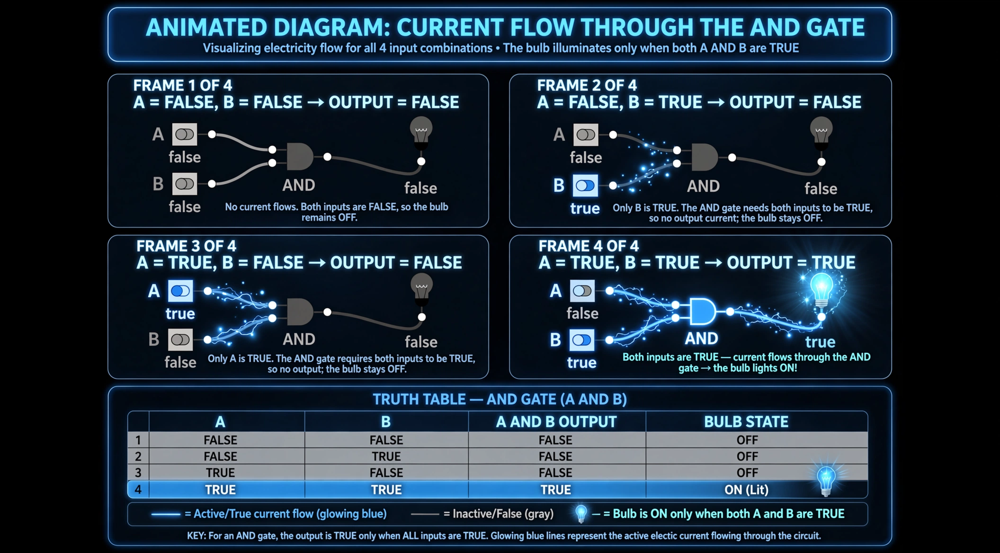 ANIMATED DIAGRAM: CURRENT FLOW THROUGH THE AND GATE
Visualizing electricity flow for all 4 input combinations • The bulb illuminates only when both A AND B are TRUE
FRAME 1 OF 4
A = FALSE, B = FALSE → OUTPUT = FALSE
A
false
B
false
AND
false
No current flows. Both inputs are FALSE, so the bulb
remains OFF.
FRAME 2 OF 4
A = FALSE, B = TRUE → OUTPUT = FALSE
A
false
B
true
AND
false
Only B is TRUE. The AND gate needs both inputs to be TRUE,
so no output current; the bulb stays OFF.
FRAME 3 OF 4
A = TRUE, B = FALSE → OUTPUT = FALSE
A
true
B
false
AND
false
Only A is TRUE. The AND gate requires both inputs to be TRUE,
so no output; the bulb stays OFF.
FRAME 4 OF 4
A = TRUE, B = TRUE → OUTPUT = TRUE
A
false
B
true
AND
true
Both inputs are TRUE — current flows through the AND
gate → the bulb lights ON!
TRUTH TABLE — AND GATE (A AND B)
A B A AND B OUTPUT BULB STATE
1 FALSE FALSE FALSE OFF
2 FALSE TRUE FALSE OFF
3 TRUE FALSE FALSE OFF
4 TRUE TRUE TRUE ON (Lit)
= Active/True current flow (glowing blue) = Inactive/False (gray) — = Bulb is ON only when both A and B are TRUE
KEY: For an AND gate, the output is TRUE only when ALL inputs are TRUE. Glowing blue lines represent the active electic current flowing through the circuit.